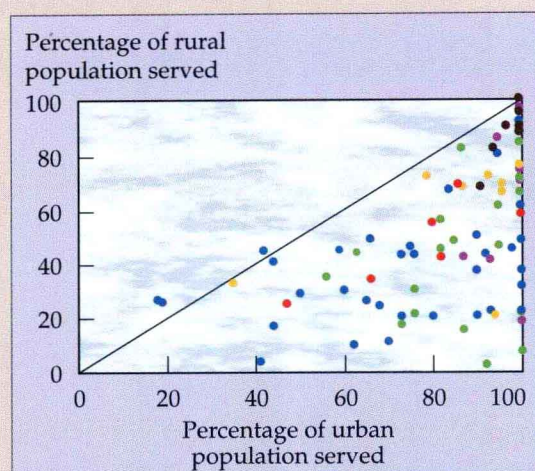 Percentage of rural
population served
100
80
60
40
20
0
0 20 40 60 80 100
Percentage of urban
population served